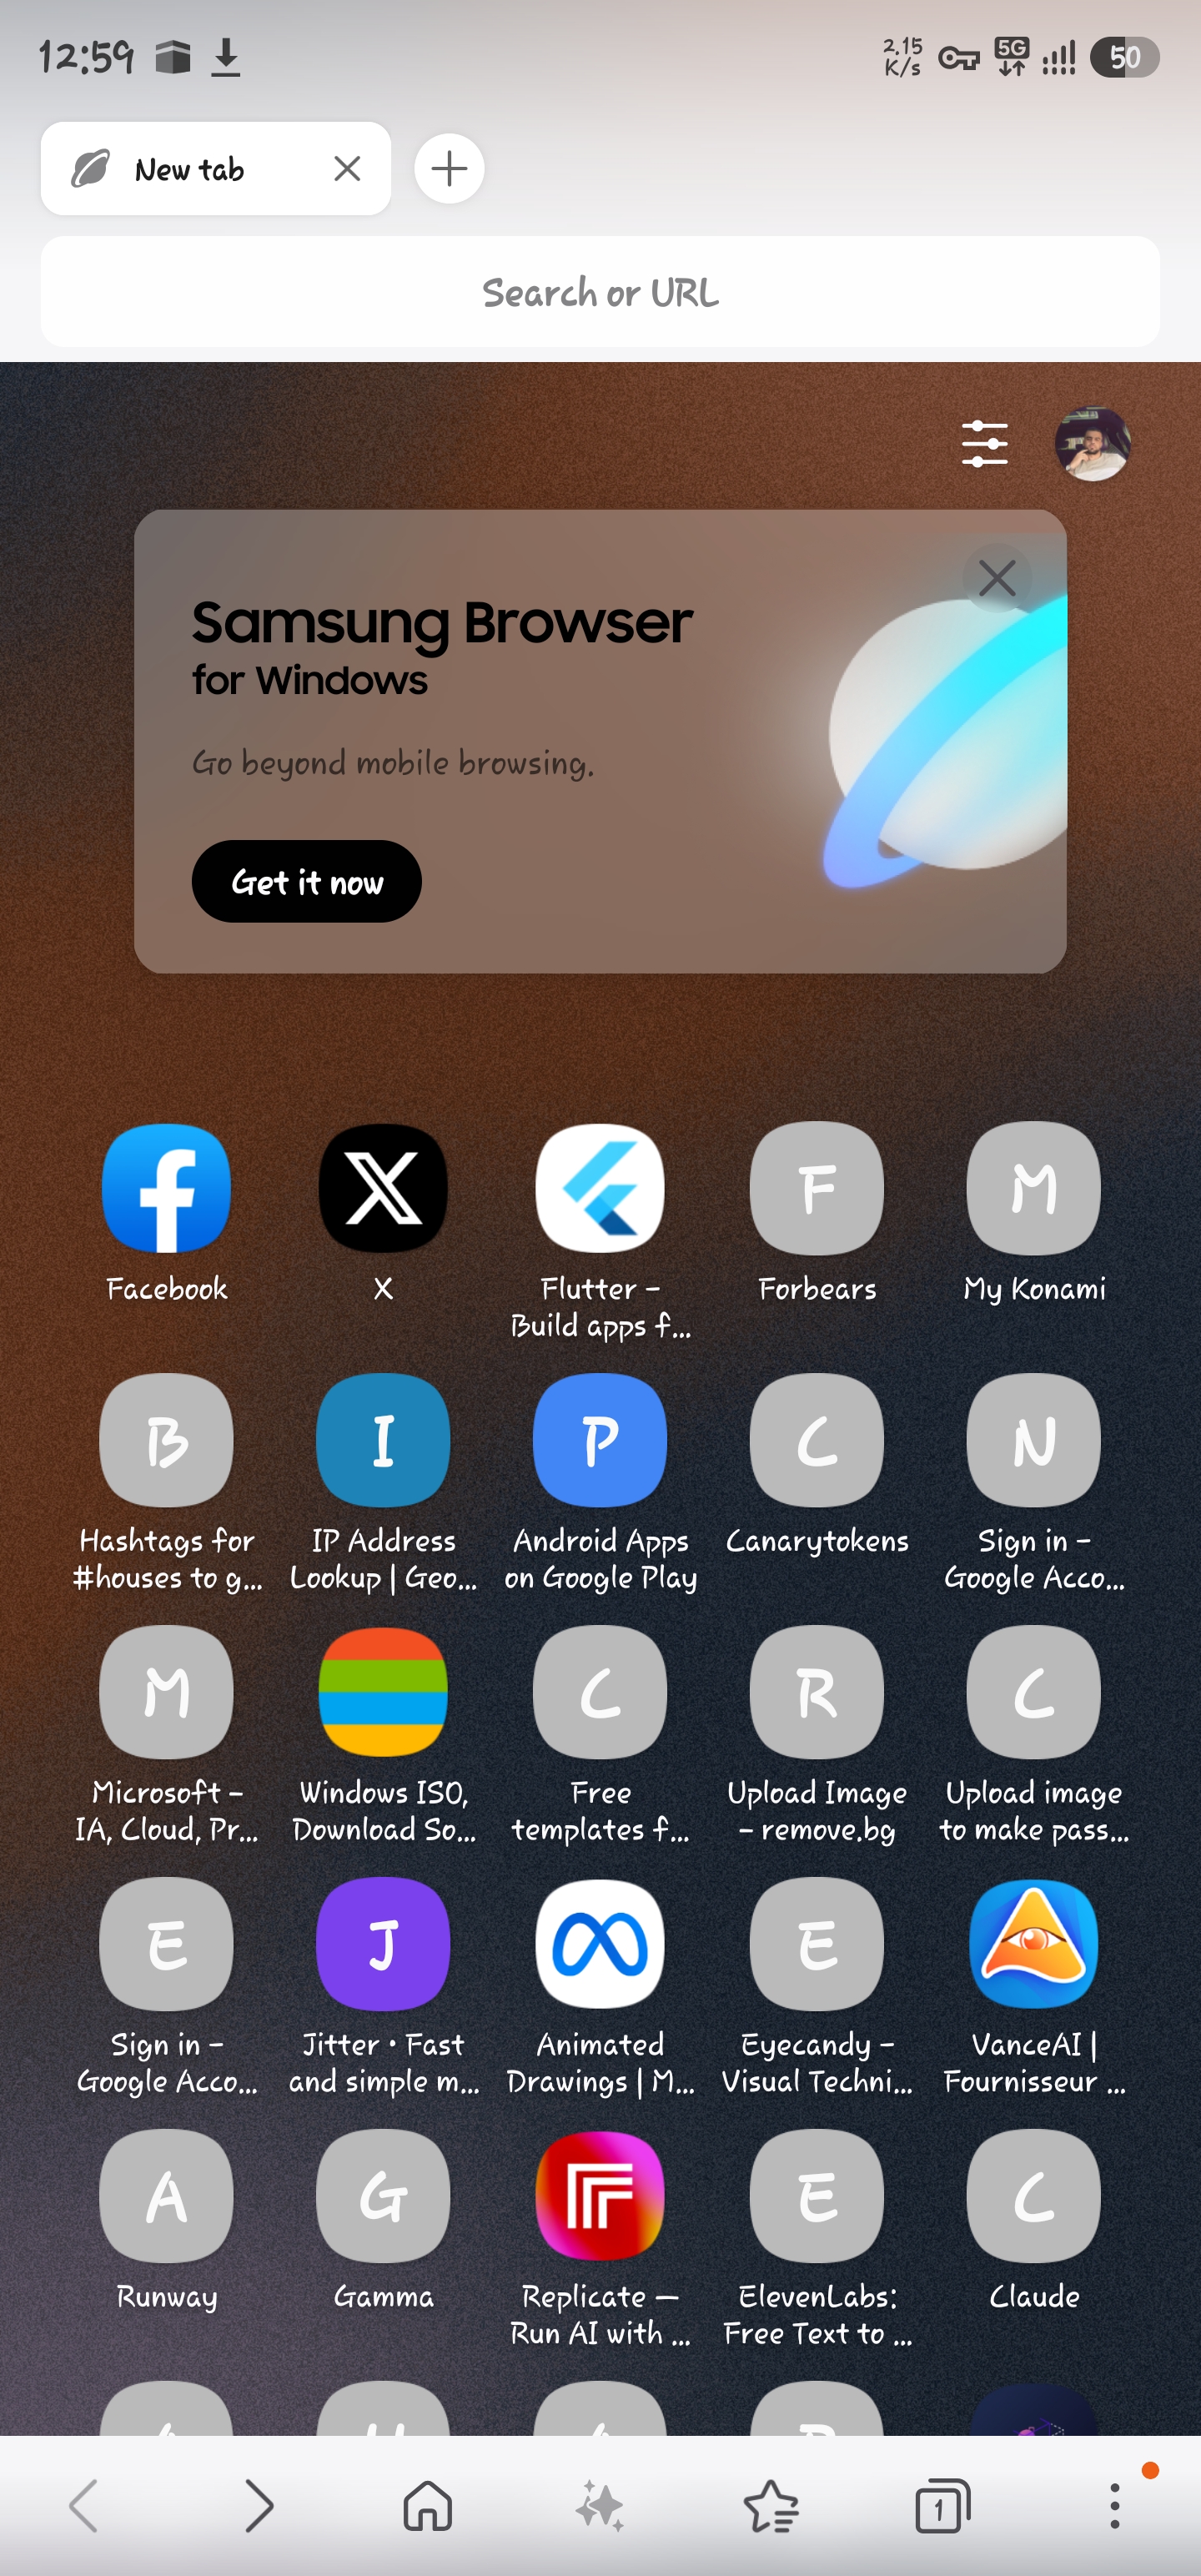 12:59
2.15
K/s
5G
50
New tab
Search or URL
Samsung Browser
for Windows
Go beyond mobile browsing.
Get it now
F
M
Facebook
X
Flutter –
Build apps f...
Forbears
My Konami
B
I
P
C
N
Hashtags for
#houses to g...
IP Address
Lookup | Geo...
Android Apps
on Google Play
Canarytokens
Sign in –
Google Acco...
M
C
R
C
Microsoft –
IA, Cloud, Pr...
Windows ISO,
Download So...
Free
templates f...
Upload Image
– remove.bg
Upload image
to make pass...
E
J
E
Sign in –
Google Acco...
Jitter • Fast
and simple m...
Animated
Drawings | M...
Eyecandy –
Visual Techni...
VanceAI |
Fournisseur ...
A
G
E
C
Runway
Gamma
Replicate —
Run AI with ...
ElevenLabs:
Free Text to ...
Claude
1